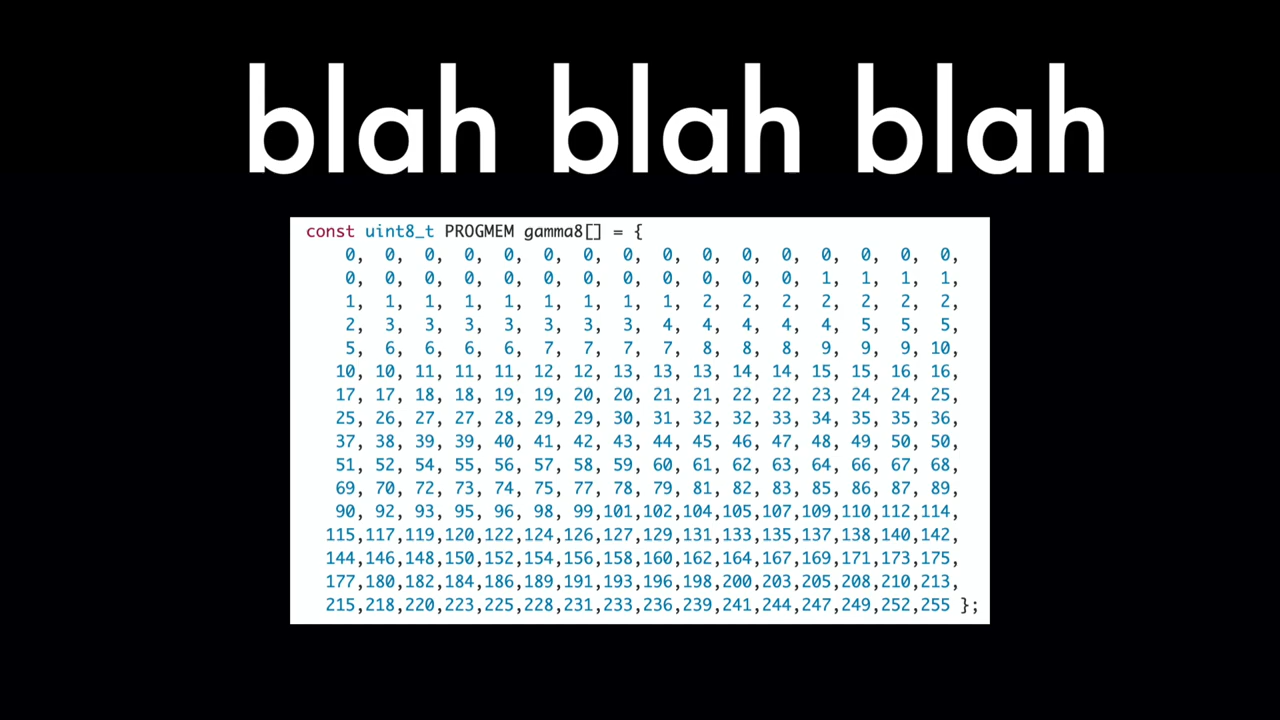 blah blah blah
const uint8_t PROGMEM gamma8[] = {
0, 0, 0, 0, 0, 0, 0, 0, 0, 0, 0, 0, 0, 0, 0, 0,
0, 0, 0, 0, 0, 0, 0, 0, 0, 0, 0, 0, 1, 1, 1, 1,
1, 1, 1, 1, 1, 1, 1, 1, 1, 2, 2, 2, 2, 2, 2, 2,
2, 3, 3, 3, 3, 3, 3, 3, 4, 4, 4, 4, 4, 5, 5, 5,
5, 6, 6, 6, 6, 7, 7, 7, 7, 8, 8, 8, 9, 9, 9, 10,
10, 10, 11, 11, 11, 12, 12, 13, 13, 13, 14, 14, 15, 15, 16, 16,
17, 17, 18, 18, 19, 19, 20, 20, 21, 21, 22, 22, 23, 24, 24, 25,
25, 26, 27, 27, 28, 29, 29, 30, 31, 32, 32, 33, 34, 35, 35, 36,
37, 38, 39, 39, 40, 41, 42, 43, 44, 45, 46, 47, 48, 49, 50, 50,
51, 52, 54, 55, 56, 57, 58, 59, 60, 61, 62, 63, 64, 66, 67, 68,
69, 70, 72, 73, 74, 75, 77, 78, 79, 81, 82, 83, 85, 86, 87, 89,
90, 92, 93, 95, 96, 98, 99,101,102,104,105,107,109,110,112,114,
115,117,119,120,122,124,126,127,129,131,133,135,137,138,140,142,
144,146,148,150,152,154,156,158,160,162,164,167,169,171,173,175,
177,180,182,184,186,189,191,193,196,198,200,203,205,208,210,213,
215,218,220,223,225,228,231,233,236,239,241,244,247,249,252,255 };